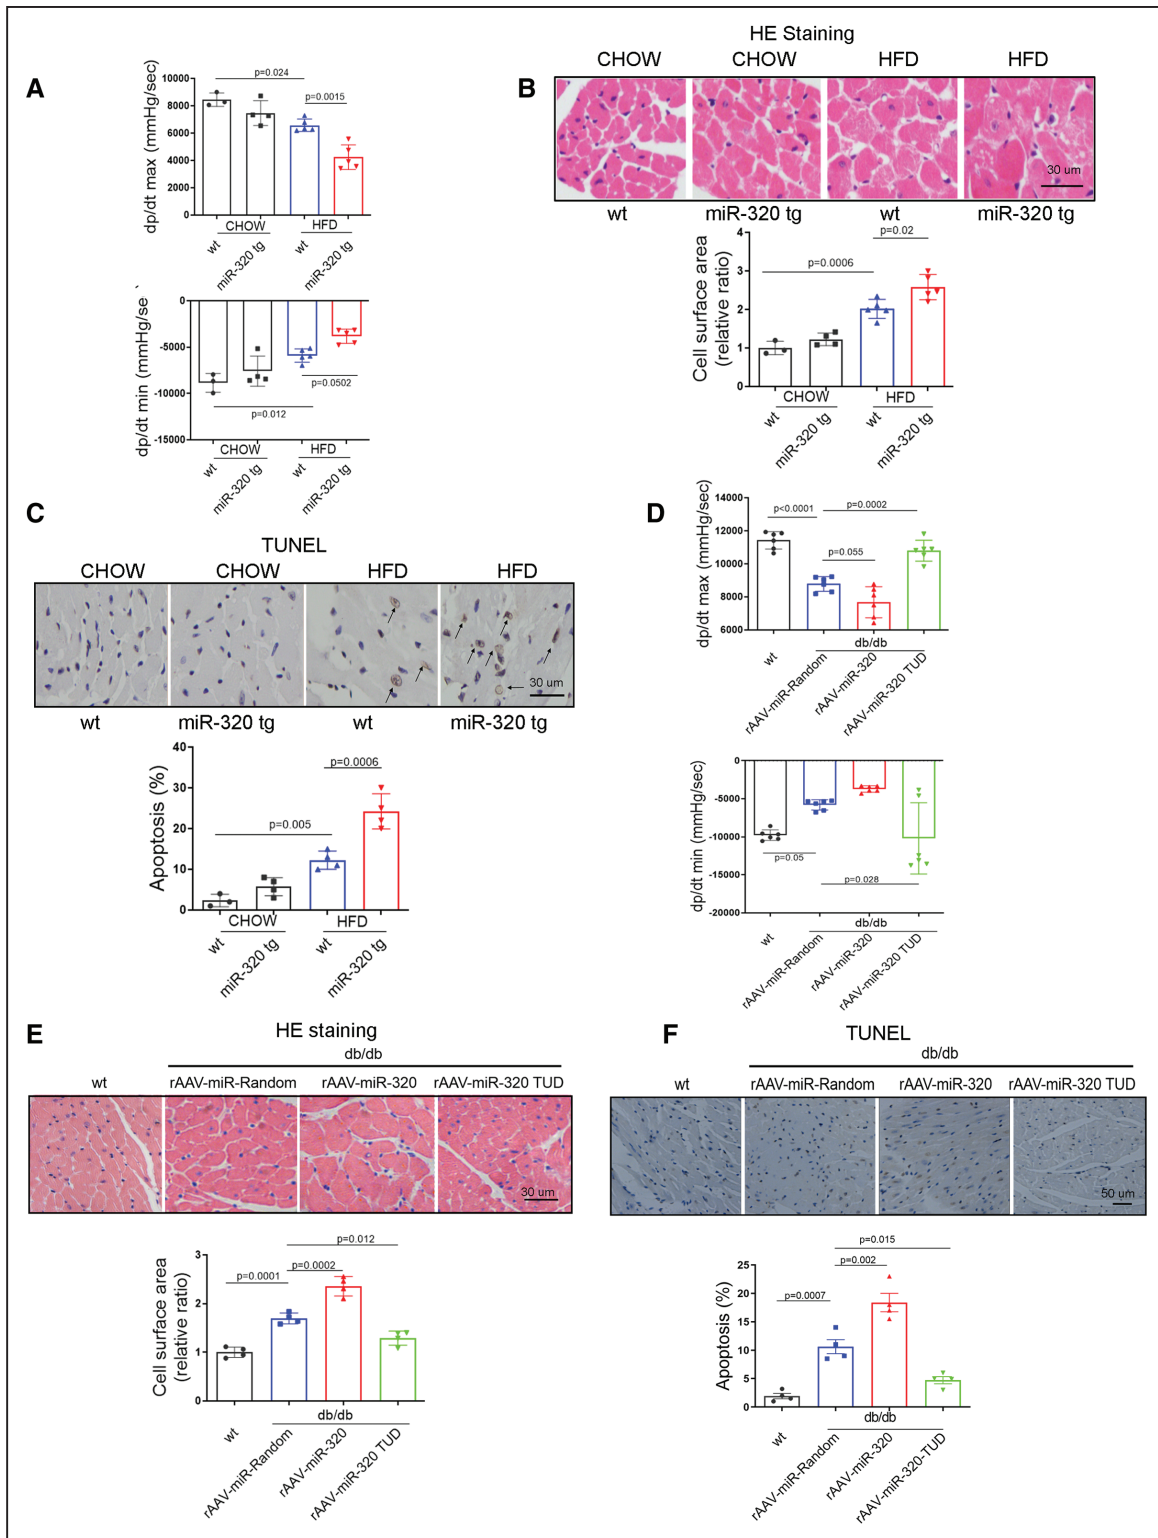 A
dp/dt max (mmHg/sec)
10000
8000
6000
4000
2000
0
p=0.024
p=0.0015
CHOW
HFD
wt
miR-320 tg
wt
miR-320 tg
dp/dt min (mmHg/se`
0
-5000
-10000
-15000
p=0.0502
p=0.012
CHOW
HFD
wt
miR-320 tg
wt
miR-320 tg
B
HE Staining
CHOW CHOW HFD HFD
30 um
wt miR-320 tg wt miR-320 tg
Cell surface area
(relative ratio)
4
3
2
1
0
p=0.02
p=0.0006
CHOW
HFD
wt
miR-320 tg
wt
miR-320 tg
C
TUNEL
CHOW CHOW HFD HFD
30 um
wt miR-320 tg wt miR-320 tg
Apoptosis (%)
40
30
20
10
0
p=0.0006
p=0.005
CHOW
HFD
wt
miR-320 tg
wt
miR-320 tg
D
dp/dt max (mmHg/sec)
14000
12000
10000
8000
6000
p<0.0001
p=0.0002
p=0.055
db/db
wt
rAAV-miR-Random
rAAV-miR-320
rAAV-miR-320 TUD
dp/dt min (mmHg/sec)
0
-5000
-10000
-15000
-20000
p=0.05
p=0.028
db/db
wt
rAAV-miR-Random
rAAV-miR-320
rAAV-miR-320 TUD
E
HE staining
db/db
wt rAAV-miR-Random rAAV-miR-320 rAAV-miR-320 TUD
30 um
Cell surface area
(relative ratio)
3
2
1
0
p=0.012
p=0.0002
p=0.0001
db/db
wt
rAAV-miR-Random
rAAV-miR-320
rAAV-miR-320 TUD
F
TUNEL
db/db
wt rAAV-miR-Random rAAV-miR-320 rAAV-miR-320 TUD
50 um
Apoptosis (%)
25
20
15
10
5
0
p=0.015
p=0.002
p=0.0007
db/db
wt
rAAV-miR-Random
rAAV-miR-320
rAAV-miR-320-TUD